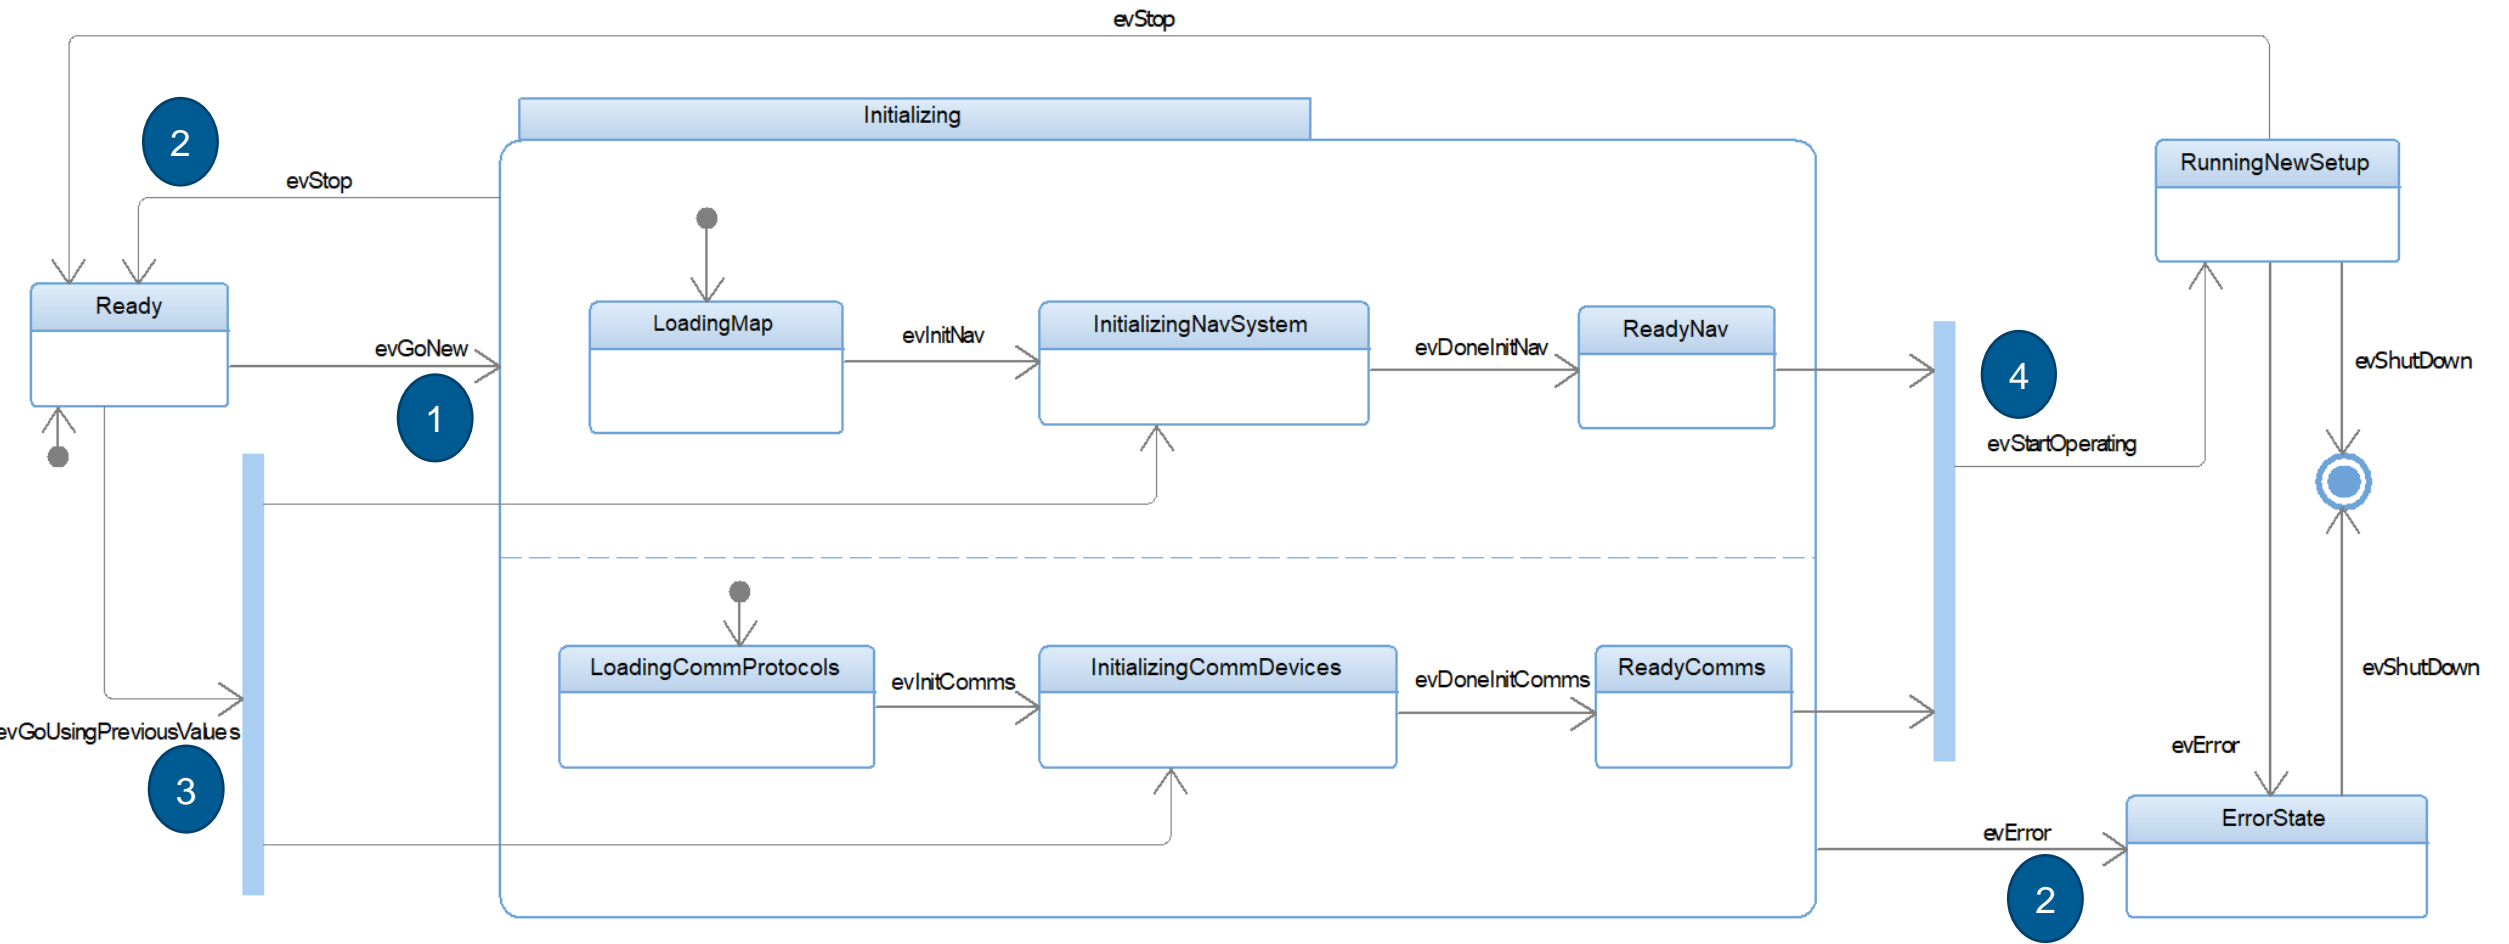 evStop
Initializing
2
evStop
RunningNewSetup
Ready
LoadingMap
InitializingNavSystem
ReadyNav
evInitNav
evGoNew
evDoneInitNav
evShutDown
4
1
evStartOperating
LoadingCommProtocols
InitializingCommDevices
ReadyComms
evShutDown
evInitComms
evDoneInitComms
evGoUsingPreviousValues
evError
3
ErrorState
evError
2